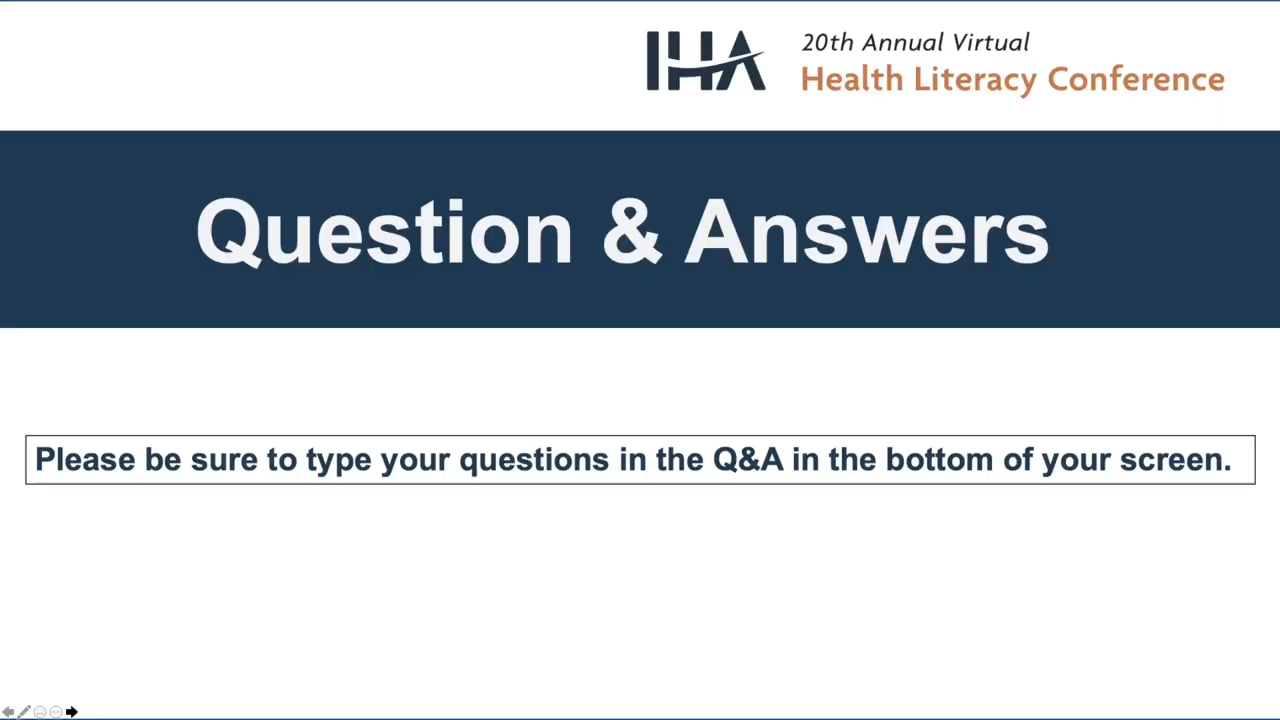 IHA
20th Annual Virtual
Health Literacy Conference
Question & Answers
Please be sure to type your questions in the Q&A in the bottom of your screen.